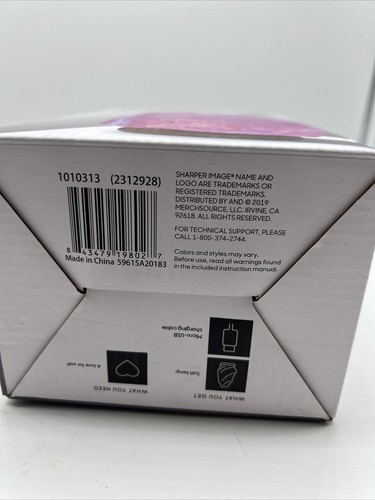 1010313 (2312928)
8 43479 19802 7
Made in China 59615A20183
SHARPER IMAGE® NAME AND
LOGO ARE TRADEMARKS OR
REGISTERED TRADEMARKS.
DISTRIBUTED BY AND © 2019
MERCHSOURCE, LLC. IRVINE, CA
92618. ALL RIGHTS RESERVED.
FOR TECHNICAL SUPPORT, PLEASE
CALL 1-800-374-2744.
Colors and styles may vary.
Before use, read all warnings found
in the included instruction manual.
WHAT YOU GET
Salt lamp
Micro-USB
charging cable
WHAT YOU NEED
A love for salt!